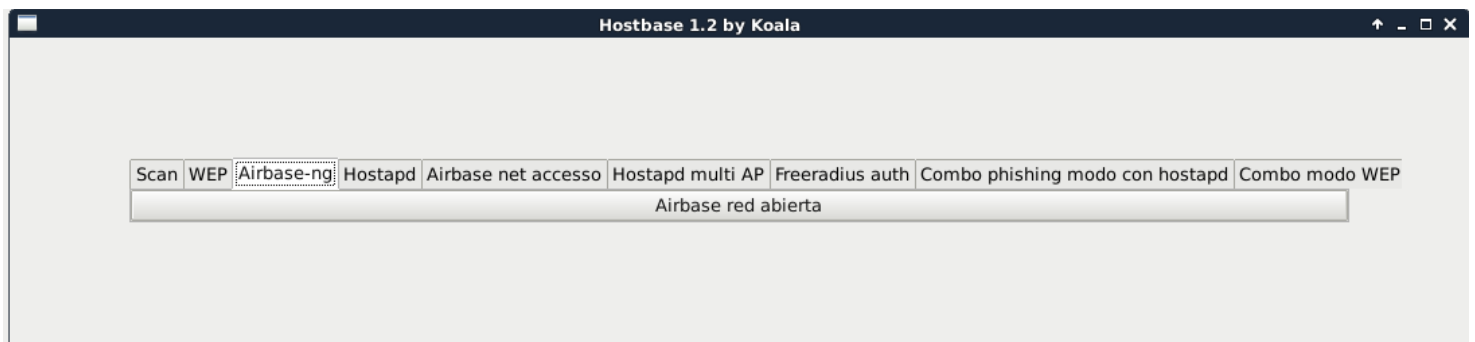 Hostbase 1.2 by Koala
Scan WEP Airbase-ng Hostapd Airbase net accesso Hostapd multi AP Freeradius auth Combo phishing modo con hostapd Combo modo WEP
Airbase red abierta